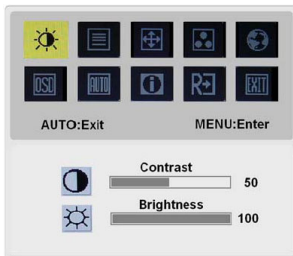 OSD AUTO i R EXIT
AUTO:Exit MENU:Enter
Contrast
50
Brightness
100